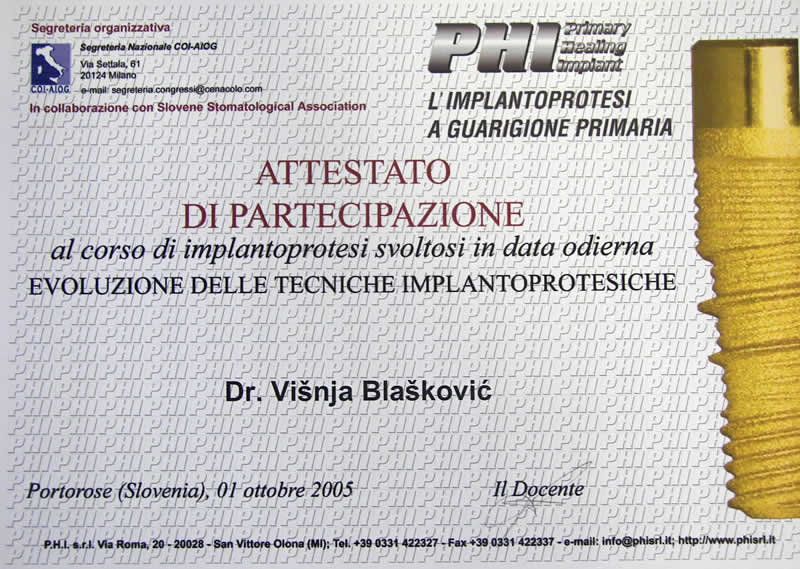 Segreteria organizzativa
Segreteria Nazionale COI-AIOG
Via Settala, 61
20124 Milano
COI-AIOG
e-mail: segreteria.congressi@cenacolo.com
In collaborazione con Slovene Stomatological Association
PHI Primary Healing Implant
L'IMPLANTOPROTESI
A GUARIGIONE PRIMARIA
ATTESTATO
DI PARTECIPAZIONE
al corso di implantoprotesi svoltosi in data odierna
EVOLUZIONE DELLE TECNICHE IMPLANTOPROTESICHE
Dr. Višnja Blašković
Portorose (Slovenia), 01 ottobre 2005
Il Docente
P.H.I. s.r.l. Via Roma, 20 - 20028 - San Vittore Olona (MI); Tel. +39 0331 422327 - Fax +39 0331 422337 - e-mail: info@phisrl.it; http://www.phisrl.it